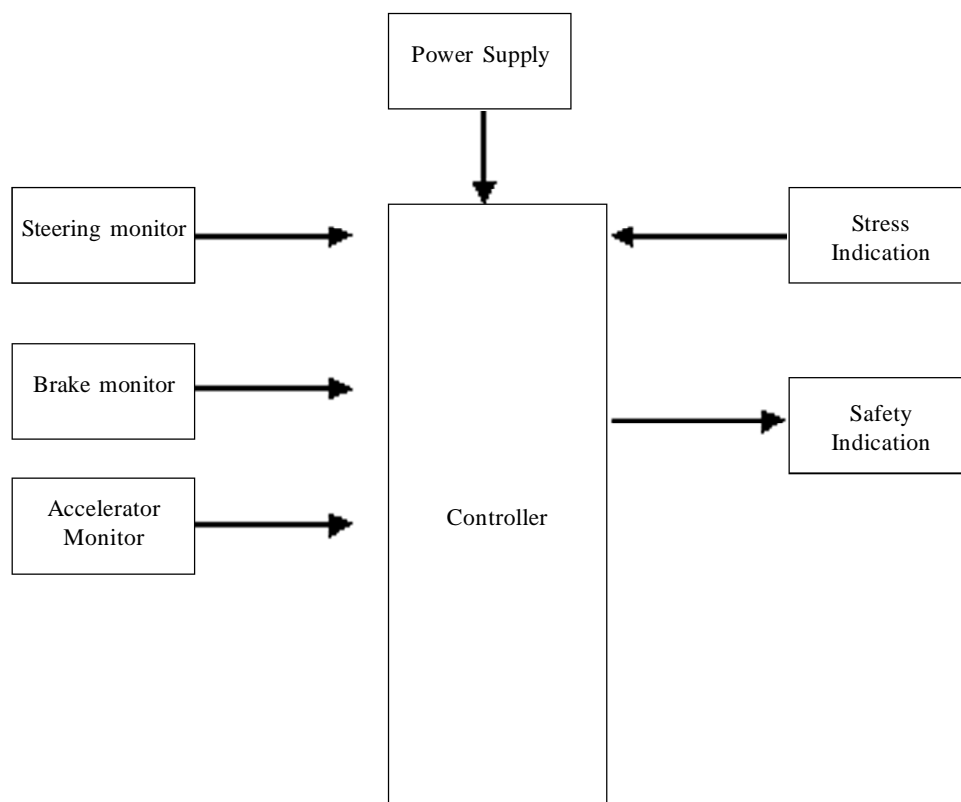 Power Supply
Steering monitor
Stress
Indication
Brake monitor
Safety
Indication
Accelerator
Monitor
Controller